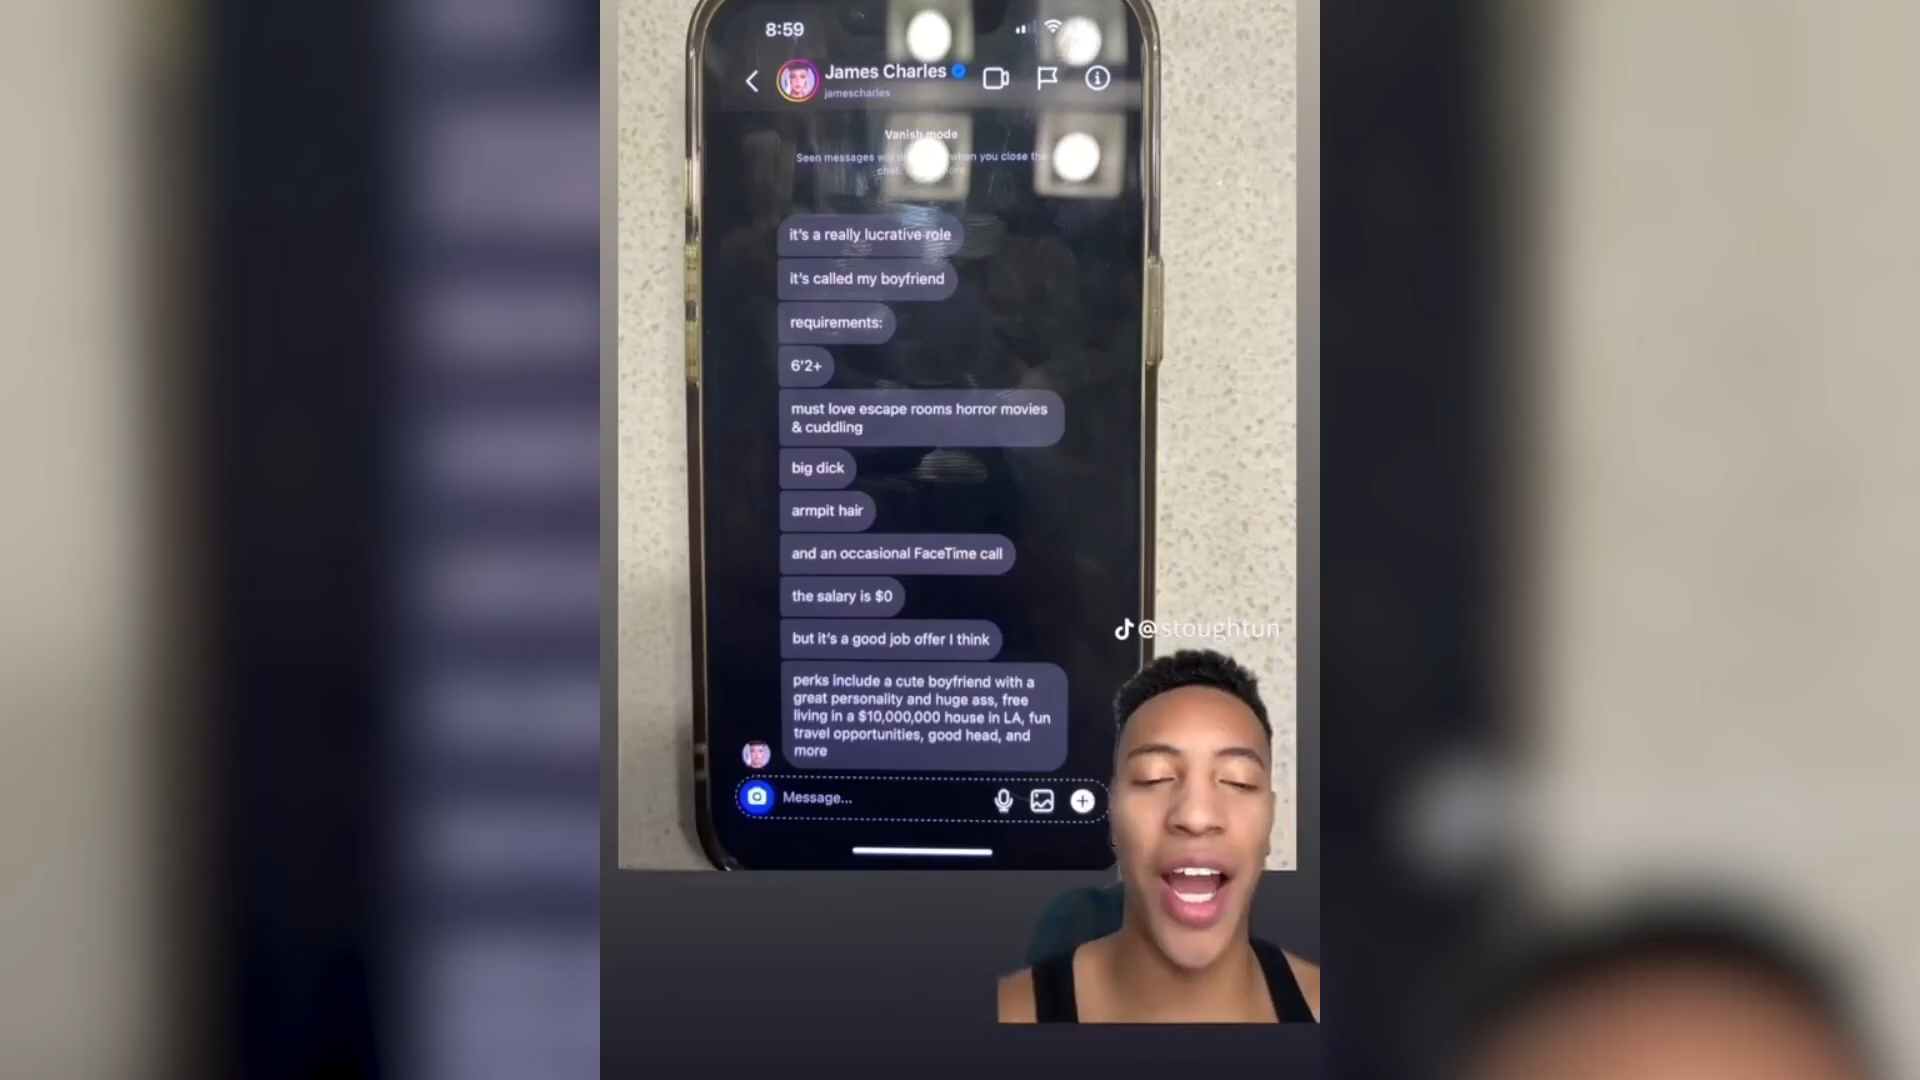 8:59
James Charles
jamescharles
Vanish mode
Seen messages will when you close the
chat.
it's a really lucrative role
it's called my boyfriend
requirements:
6'2+
must love escape rooms horror movies
& cuddling
big dick
armpit hair
and an occasional FaceTime call
the salary is $0
but it's a good job offer I think
perks include a cute boyfriend with a
great personality and huge ass, free
living in a $10,000,000 house in LA, fun
travel opportunities, good head, and
more
Message...
@stoughtun